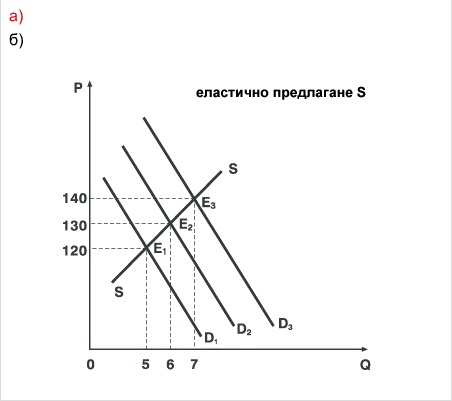 а)
б)
P
еластично предлагане S
S
140
E3
130
E2
120
E1
S
D1
D2
D3
0
5
6
7
Q